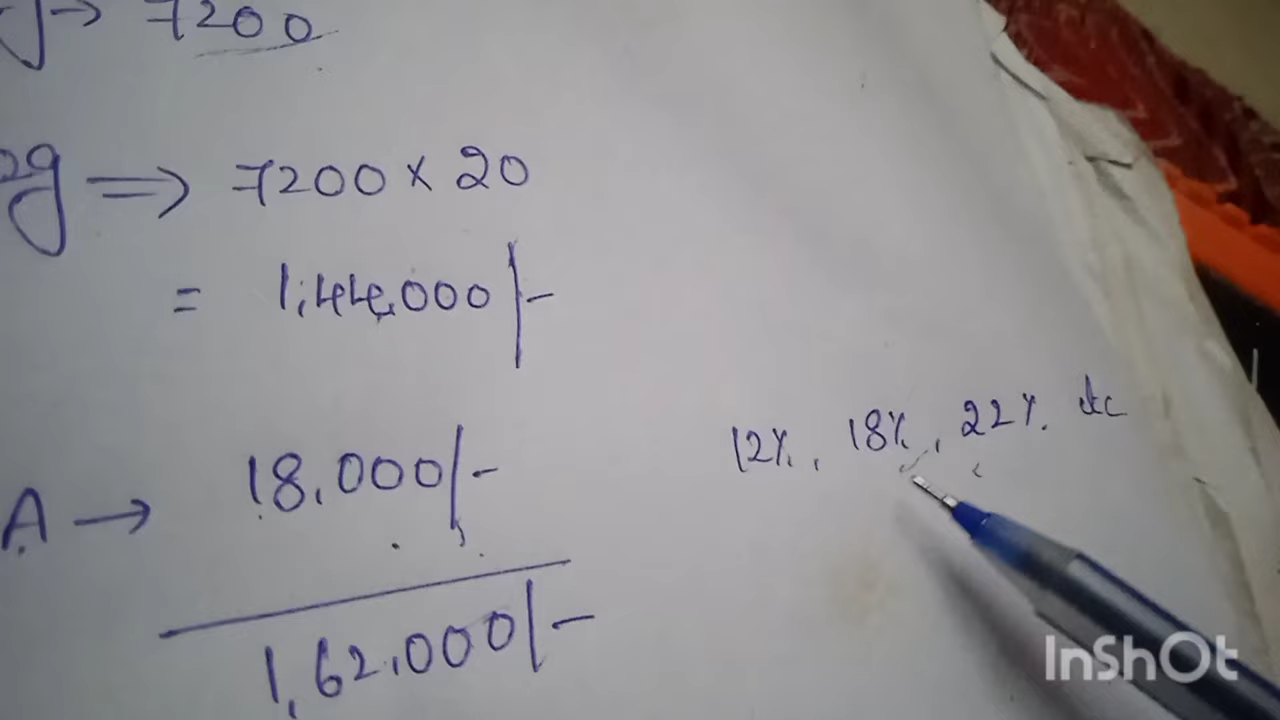 → 7200
g ⇒ 7200 × 20
= 1,44,000/-
A → 18,000/-
12%, 18%, 22%. etc
1,62,000/-
InShOt